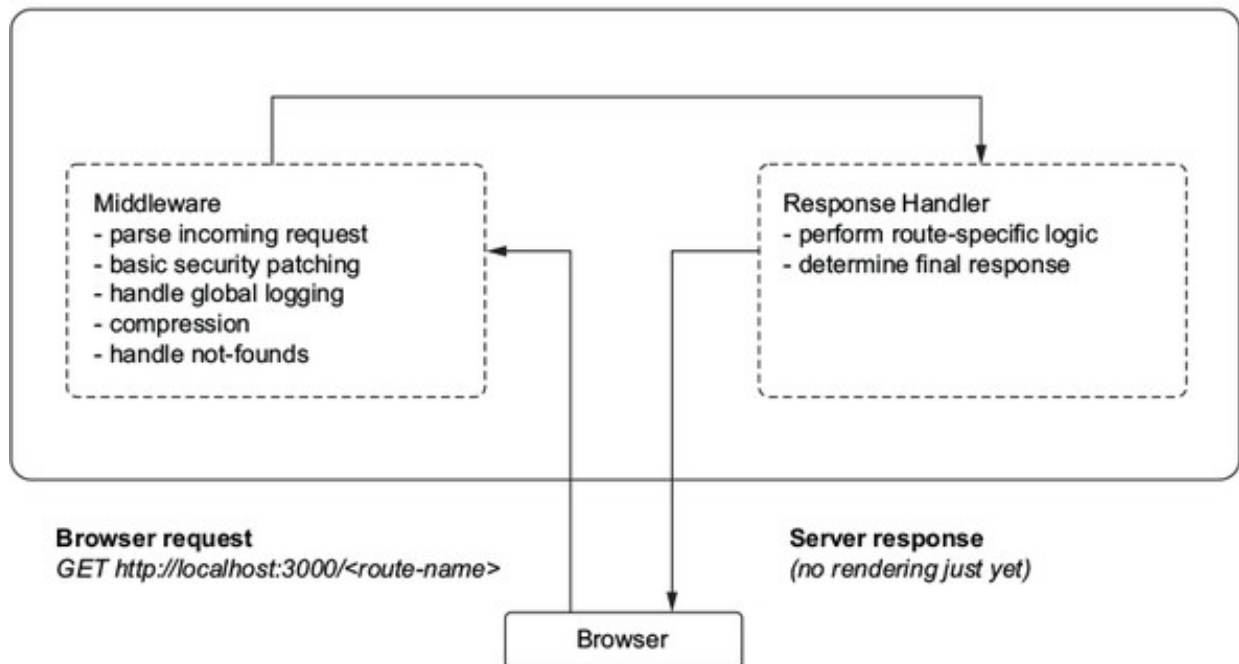 Middleware
- parse incoming request
- basic security patching
- handle global logging
- compression
- handle not-founds
Response Handler
- perform route-specific logic
- determine final response
Browser request
GET http://localhost:3000/<route-name>
Server response
(no rendering just yet)
Browser